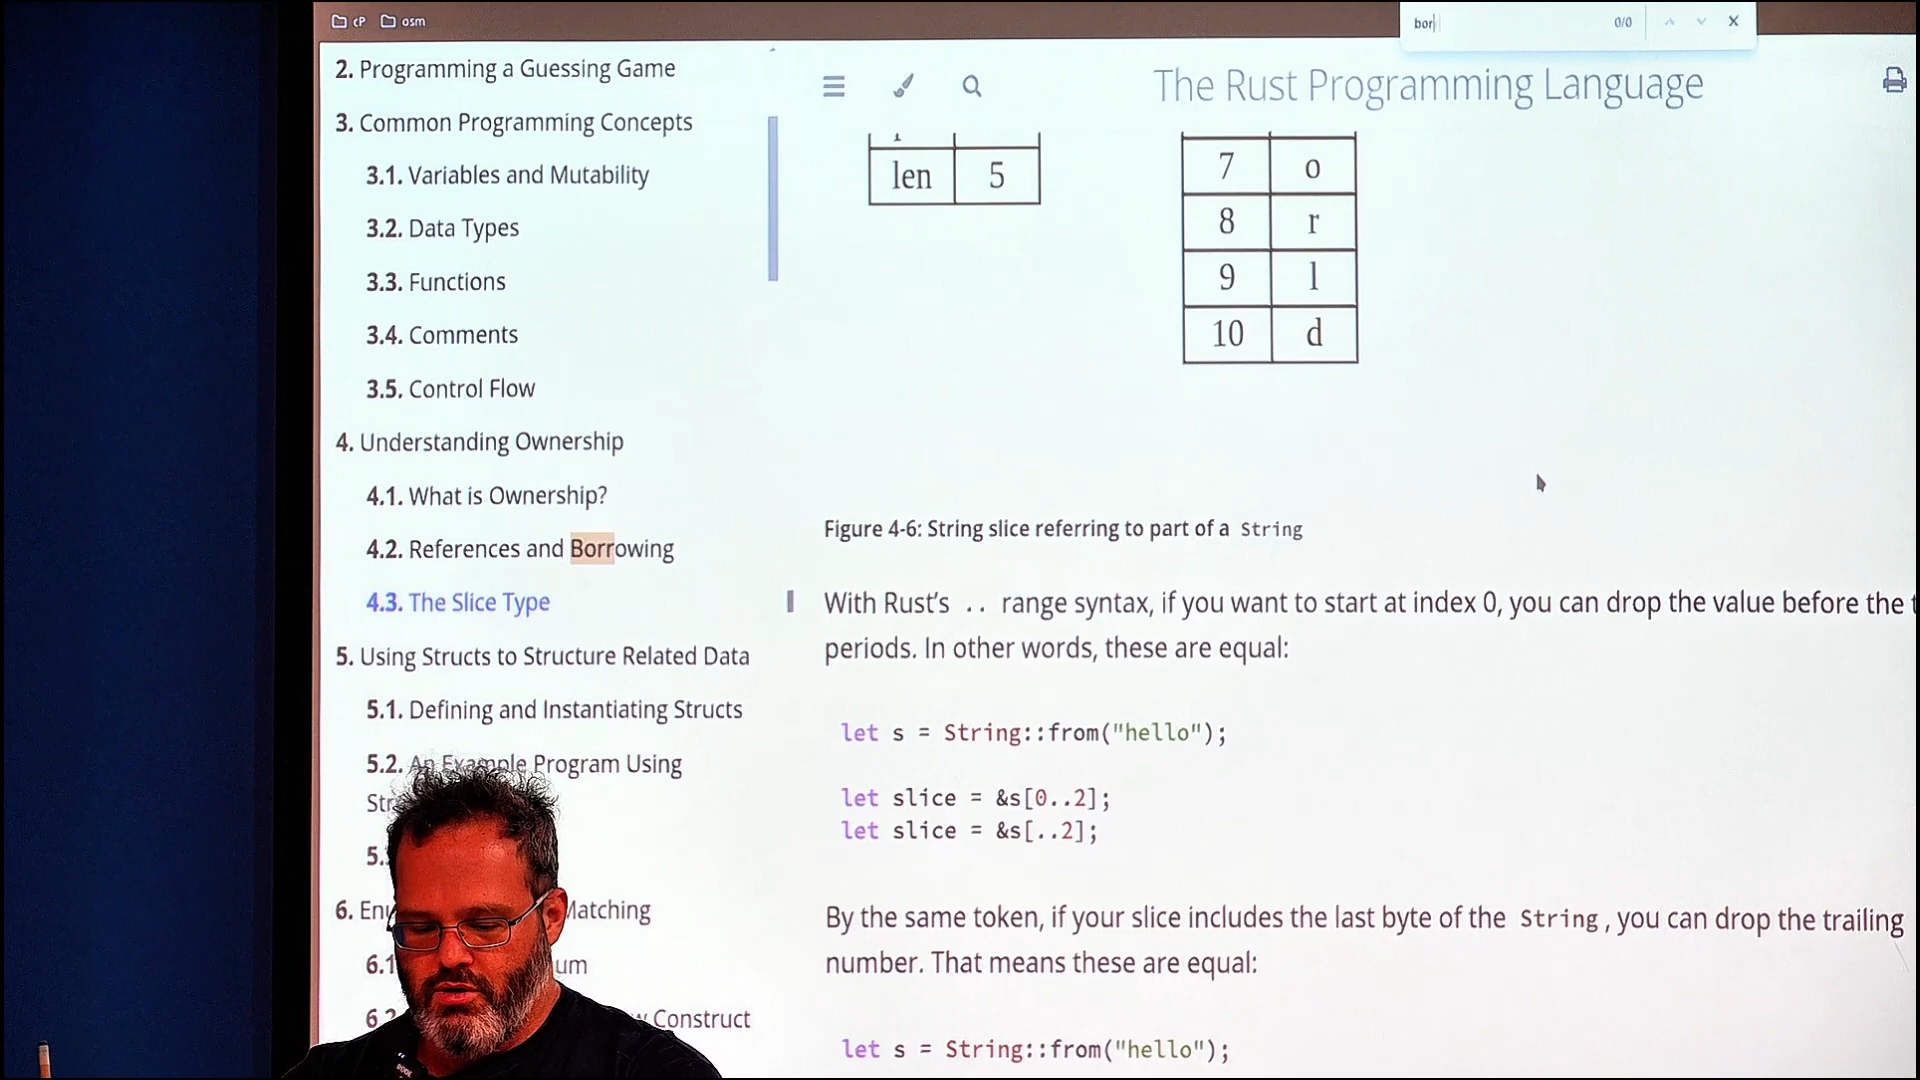 cP osm
bor 0/0
2. Programming a Guessing Game
3. Common Programming Concepts
3.1. Variables and Mutability
3.2. Data Types
3.3. Functions
3.4. Comments
3.5. Control Flow
4. Understanding Ownership
4.1. What is Ownership?
4.2. References and Borrowing
4.3. The Slice Type
5. Using Structs to Structure Related Data
5.1. Defining and Instantiating Structs
5.2. An Example Program Using
5.
6. Matching
Construct
The Rust Programming Language
len 5
7 o
8 r
9 l
10 d
Figure 4-6: String slice referring to part of a String
With Rust's .. range syntax, if you want to start at index 0, you can drop the value before the
periods. In other words, these are equal:
let s = String::from("hello");
let slice = &s[0..2];
let slice = &s[..2];
By the same token, if your slice includes the last byte of the String, you can drop the trailing
number. That means these are equal:
let s = String::from("hello");